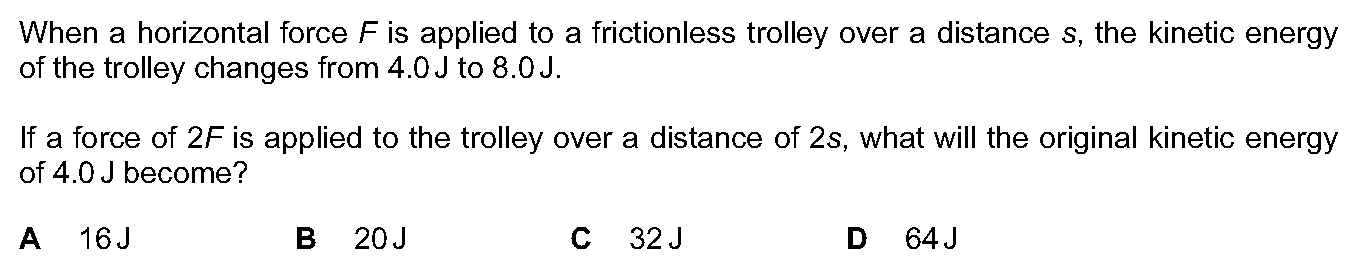 When a horizontal force F is applied to a frictionless trolley over a distance s, the kinetic energy
of the trolley changes from 4.0 J to 8.0 J.
If a force of 2F is applied to the trolley over a distance of 2s, what will the original kinetic energy
of 4.0 J become?
A 16 J B 20 J C 32 J D 64 J